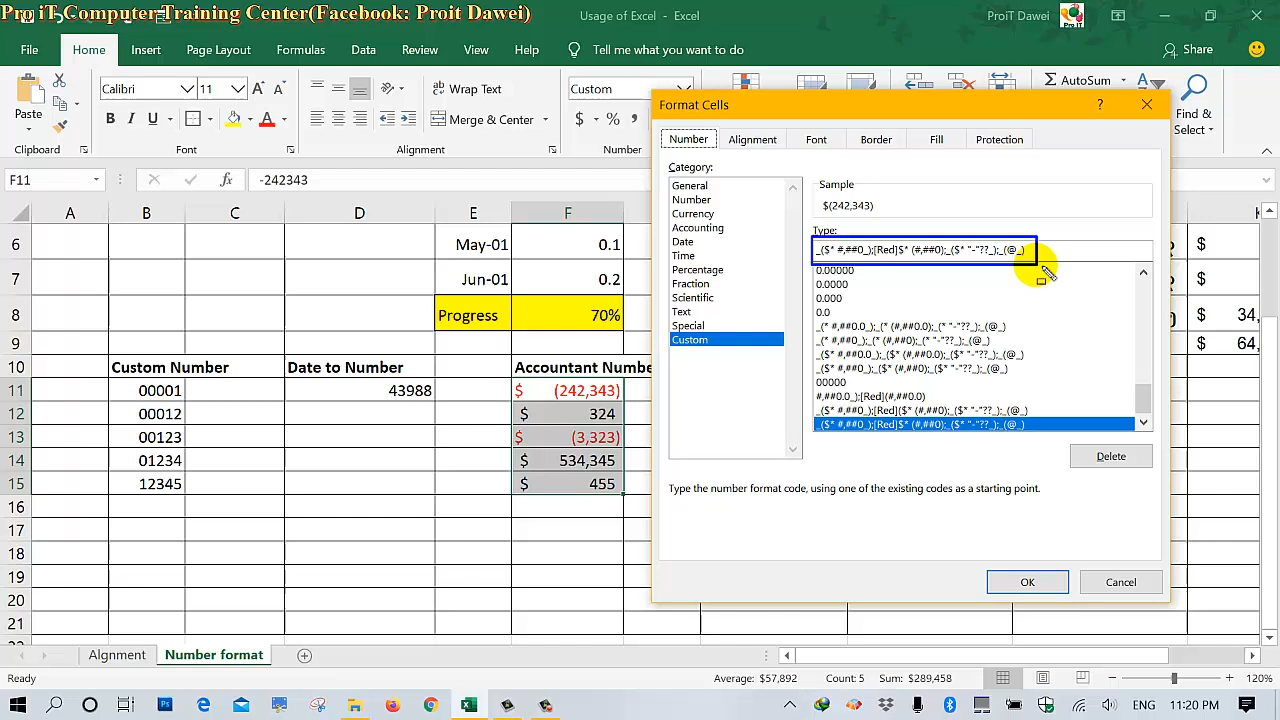 Pro iT Computer Training Center(Facebook: Proit Dawei)
Usage of Excel - Excel
ProiT Dawei
File Home Insert Page Layout Formulas Data Review View Help Tell me what you want to do Share
Paste
Calibri 11
B I U
Wrap Text
Merge & Center
Custom
$ % ,
AutoSum
Find &
Select
Clipboard Font Alignment Number
F11 fx -242343
A B C D E F
6 May-01 0.1 $
7 Jun-01 0.2 $
8 Progress 70% $ 34,
9 $ 64,
10 Custom Number Date to Number Accountant Numbe
11 00001 43988 $ (242,343)
12 00012 $ 324
13 00123 $ (3,323)
14 01234 $ 534,345
15 12345 $ 455
16
17
18
19
20
21
Format Cells ?
Number Alignment Font Border Fill Protection
Category:
General
Number
Currency
Accounting
Date
Time
Percentage
Fraction
Scientific
Text
Special
Custom
Sample
$(242,343)
Type:
_($* #,##0_);[Red]$* (#,##0);_($* "-"??_);_(@_)
0.00000
0.0000
0.000
0.0
_(* #,##0.0_);_(* (#,##0.0);_(* "-"??_);_(@_)
_(* #,##0_);_(* (#,##0);_(* "-"??_);_(@_)
_($* #,##0.0_);_($* (#,##0.0);_($* "-"??_);_(@_)
_($* #,##0_);_($* (#,##0);_($* "-"??_);_(@_)
00000
#,##0.0_);[Red](#,##0.0)
_($* #,##0_);[Red]($* (#,##0);_($* "-"??_);_(@_)
_($* #,##0_);[Red]$* (#,##0);_($* "-"??_);_(@_)
Delete
Type the number format code, using one of the existing codes as a starting point.
OK Cancel
Alignment Number format
Ready Average: $57,892 Count: 5 Sum: $289,458 120%
ENG 11:20 PM